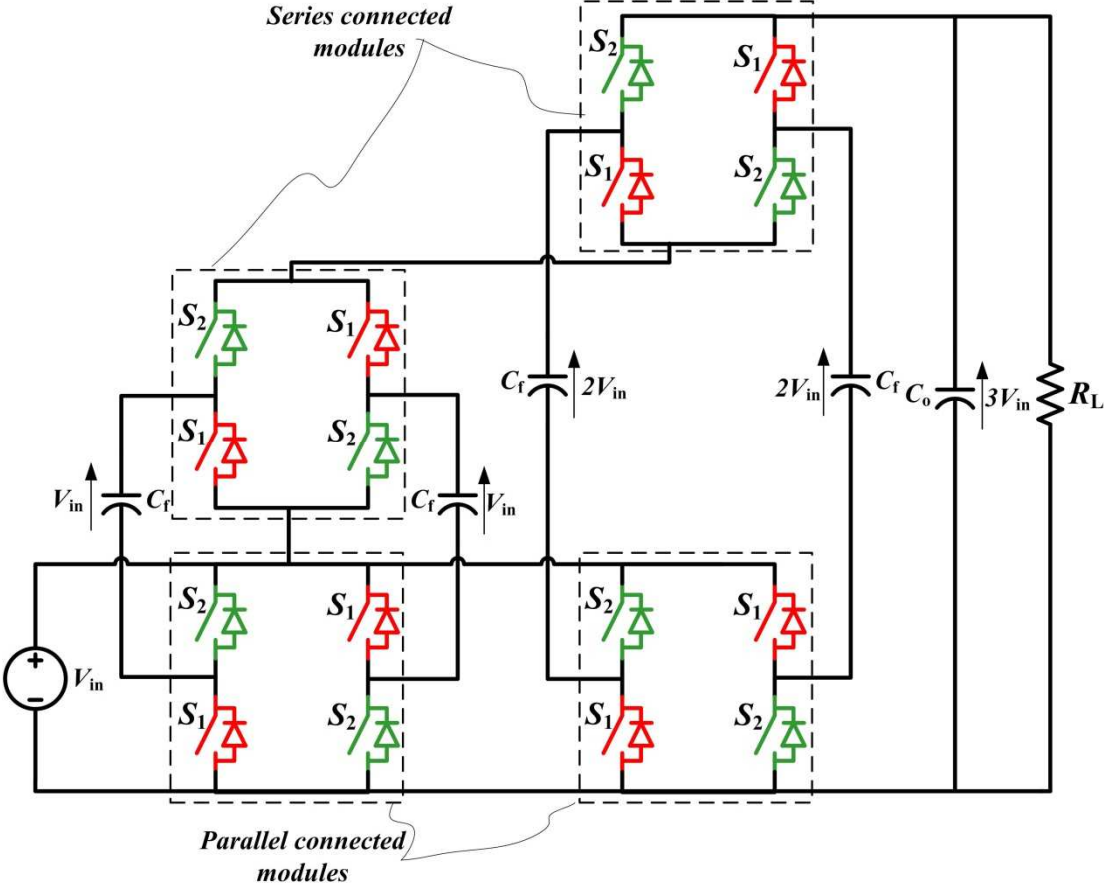 Series connected
modules
S2
S1
S1
S2
S2
S1
S1
S2
Cf
2Vin
2Vin
Cf
Co
3Vin
RL
Vin
Cf
Cf
Vin
S2
S1
S2
S1
Vin
S1
S2
S1
S2
Parallel connected
modules